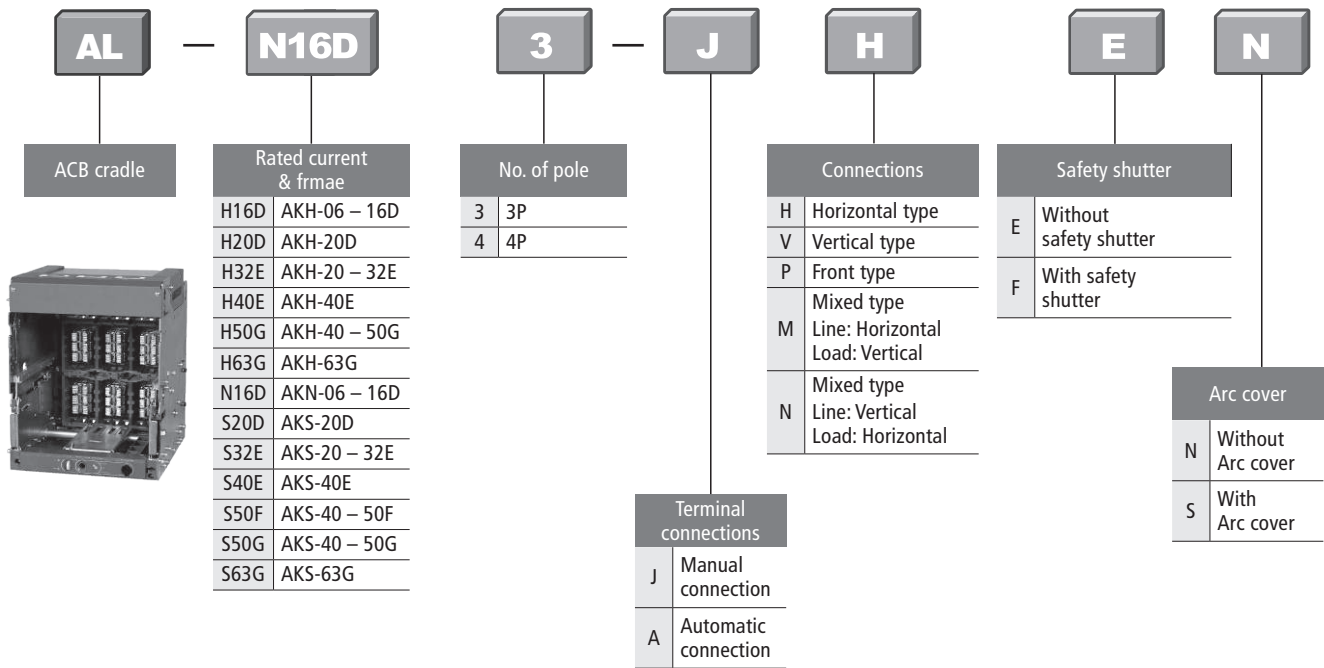 AL — N16D 3 — J H E N
ACB cradle
Rated current
& frmae
H16D AKH-06 – 16D
H20D AKH-20D
H32E AKH-20 – 32E
H40E AKH-40E
H50G AKH-40 – 50G
H63G AKH-63G
N16D AKN-06 – 16D
S20D AKS-20D
S32E AKS-20 – 32E
S40E AKS-40E
S50F AKS-40 – 50F
S50G AKS-40 – 50G
S63G AKS-63G
No. of pole
3 3P
4 4P
Terminal
connections
J Manual
connection
A Automatic
connection
Connections
H Horizontal type
V Vertical type
P Front type
M Mixed type
Line: Horizontal
Load: Vertical
N Mixed type
Line: Vertical
Load: Horizontal
Safety shutter
E Without
safety shutter
F With safety
shutter
Arc cover
N Without
Arc cover
S With
Arc cover